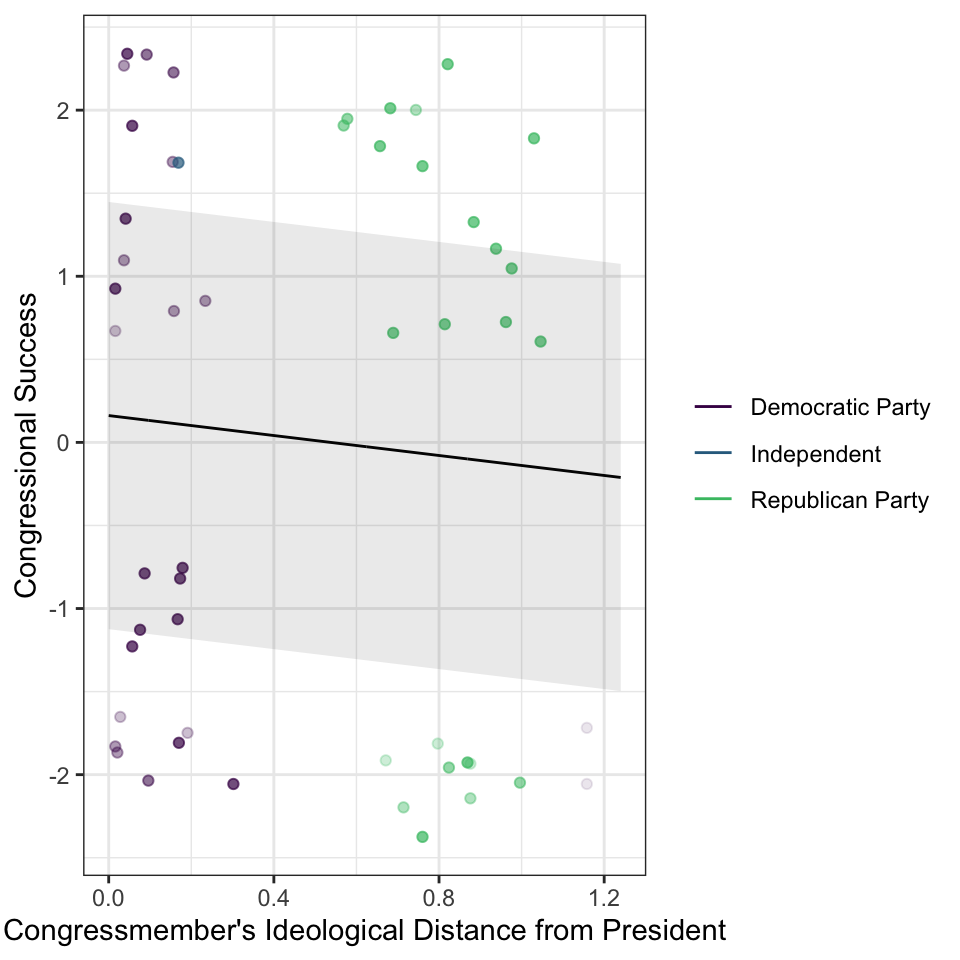 2
1
0
-1
-2
Congressional Success
0.0 0.4 0.8 1.2
Congressmember's Ideological Distance from President
Democratic Party
Independent
Republican Party